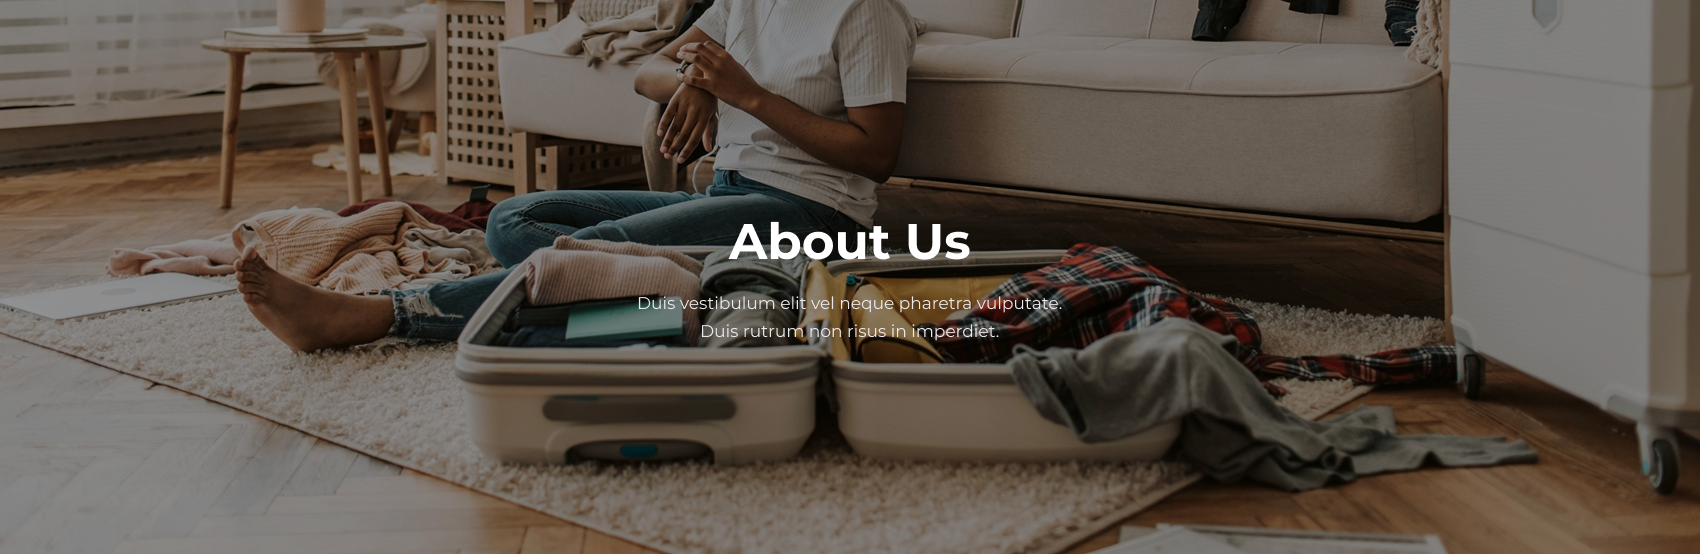 About Us
Duis vestibulum elit vel neque pharetra vulputate.
Duis rutrum non risus in imperdiet.